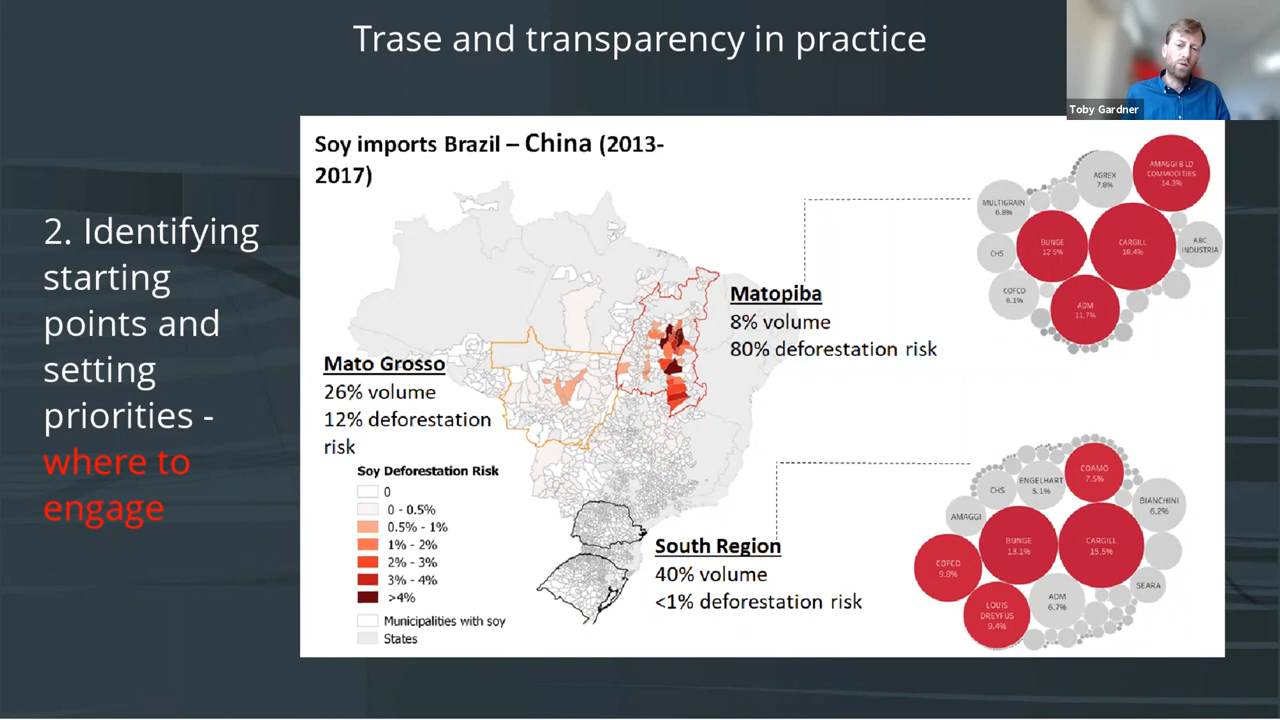 Trase and transparency in practice
Toby Gardner
2. Identifying
starting
points and
setting
priorities -
where to
engage
Soy imports Brazil – China (2013-
2017)
Matopiba
8% volume
80% deforestation risk
Mato Grosso
26% volume
12% deforestation
risk
South Region
40% volume
<1% deforestation risk
Soy Deforestation Risk
0
0 - 0.5%
0.5% - 1%
1% - 2%
2% - 3%
3% - 4%
>4%
Municipalities with soy
States
AMAGGI & LD
COMMODITIES
14.3%
AGREX
7.8%
MULTIGRAIN
6.8%
BUNGE
12.5%
CARGILL
18.4%
ABC
INDUSTRIA
CHS
COFCO
6.1%
ADM
11.7%
COAMO
7.5%
ENGELHART
5.1%
CHS
BIANCHINI
6.2%
AMAGGI
BUNGE
13.1%
CARGILL
15.5%
COFCO
9.8%
SEARA
ADM
6.7%
LOUIS
DREYFUS
9.4%